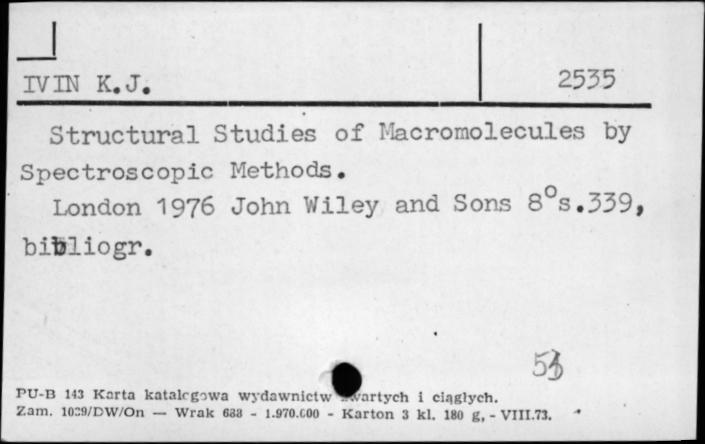 IVIN K.J.
2535
Structural Studies of Macromolecules by
Spectroscopic Methods.
London 1976 John Wiley and Sons 8°s.339,
bibliogr.
PU-B 143 Karta katalogowa wydawnictw zwartych i ciągłych.
Zam. 1029/DW/On — Wrak 688 - 1.970.000 - Karton 3 kl. 180 g, - VIII.73.